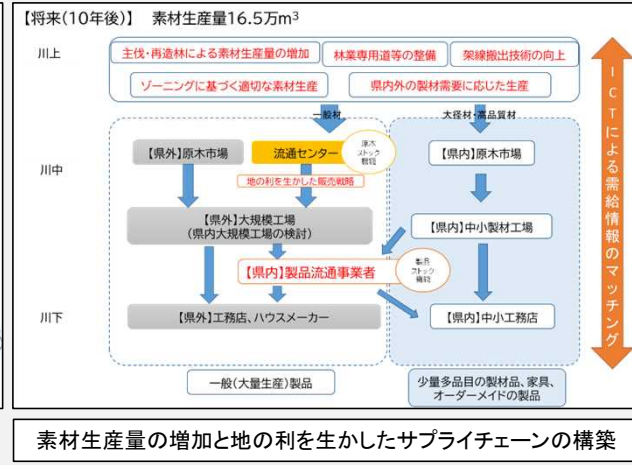 【将来(10年後)】 素材生産量16.5万m³
川上
主伐・再造林による素材生産量の増加
林業専用道等の整備
架線搬出技術の向上
ゾーニングに基づく適切な素材生産
県内外の製材需要に応じた生産
一般材
大径材・高品質材
川中
【県外】原木市場
流通センター
原木
ストック
機能
【県内】原木市場
地の利を生かした販売戦略
【県外】大規模工場
(県内大規模工場の検討)
【県内】中小製材工場
【県内】製品流通事業者
製品
ストック
機能
川下
【県外】工務店、ハウスメーカー
【県内】中小工務店
一般(大量生産)製品
少量多品目の製材品、家具、
オーダーメイドの製品
ICTによる需給情報のマッチング
素材生産量の増加と地の利を生かしたサプライチェーンの構築